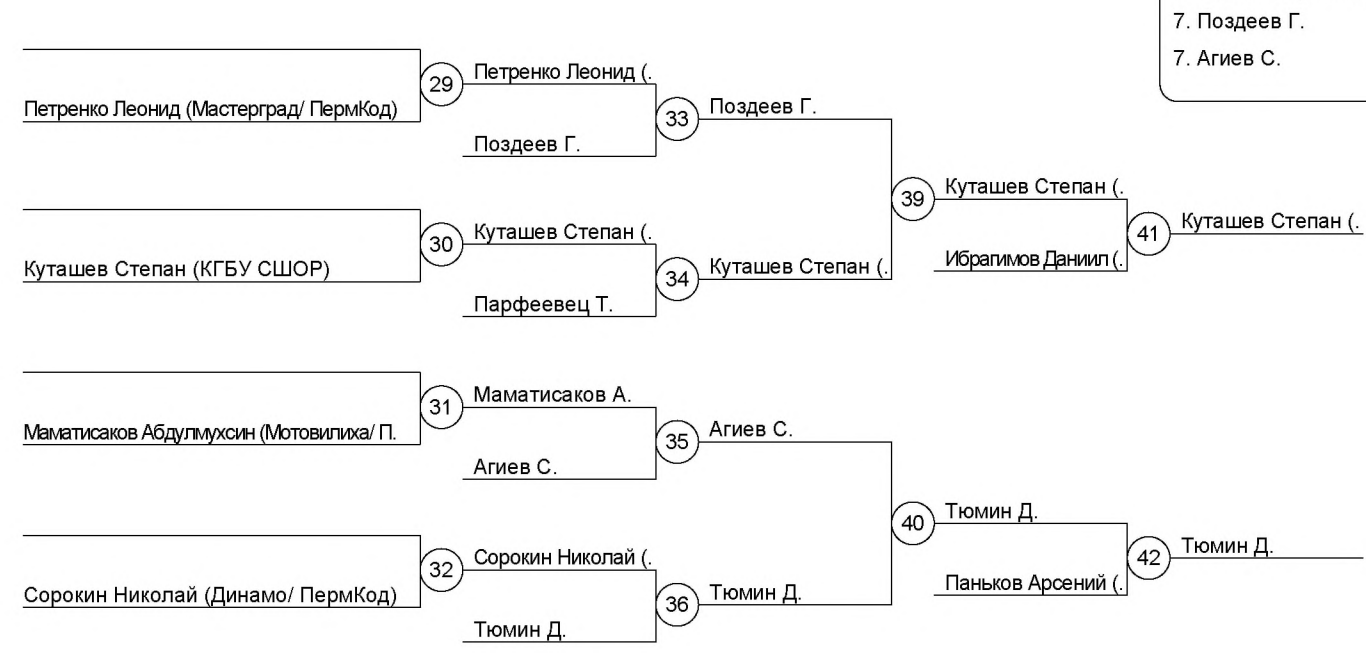 7. Поздеев Г.
7. Агиев С.
Петренко Леонид (Мастерград/ ПермКод)
29
Петренко Леонид (.
Поздеев Г.
33
Поздеев Г.
Куташев Степан (КГБУ СШОР)
30
Куташев Степан (.
Парфеевец Т.
34
Куташев Степан (.
39
Куташев Степан (.
Ибрагимов Даниил (.
41
Куташев Степан (.
Маматисаков Абдулмухсин (Мотовилиха/ П.
31
Маматисаков А.
Агиев С.
35
Агиев С.
Сорокин Николай (Динамо/ ПермКод)
32
Сорокин Николай (.
Тюмин Д.
36
Тюмин Д.
40
Тюмин Д.
Паньков Арсений (.
42
Тюмин Д.